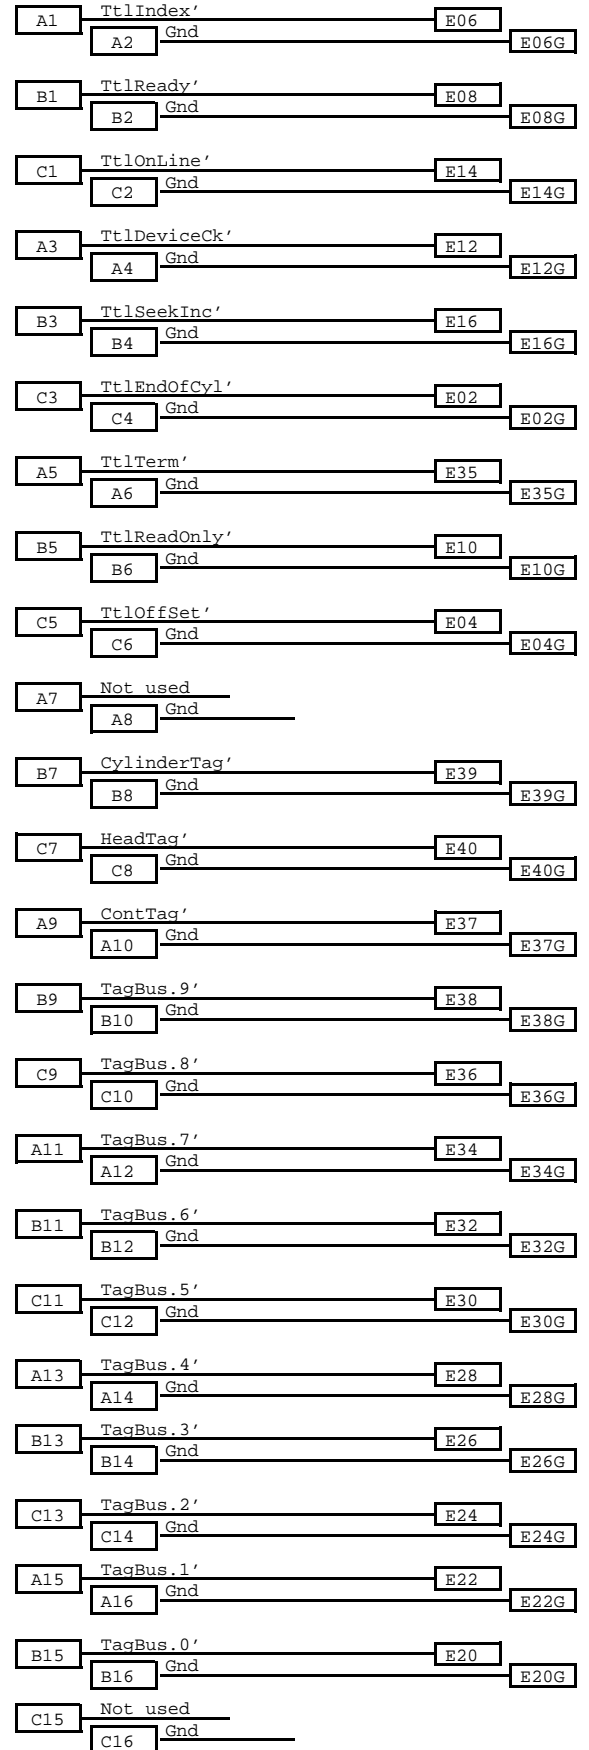 A1 TtlIndex’ E06
A2 Gnd E06G
B1 TtlReady’ E08
B2 Gnd E08G
C1 TtlOnLine’ E14
C2 Gnd E14G
A3 TtlDeviceCk’ E12
A4 Gnd E12G
B3 TtlSeekInc’ E16
B4 Gnd E16G
C3 TtlEndOfCyl’ E02
C4 Gnd E02G
A5 TtlTerm’ E35
A6 Gnd E35G
B5 TtlReadOnly’ E10
B6 Gnd E10G
C5 TtlOffSet’ E04
C6 Gnd E04G
A7 Not used
A8 Gnd
B7 CylinderTag’ E39
B8 Gnd E39G
C7 HeadTag’ E40
C8 Gnd E40G
A9 ContTag’ E37
A10 Gnd E37G
B9 TagBus.9’ E38
B10 Gnd E38G
C9 TagBus.8’ E36
C10 Gnd E36G
A11 TagBus.7’ E34
A12 Gnd E34G
B11 TagBus.6’ E32
B12 Gnd E32G
C11 TagBus.5’ E30
C12 Gnd E30G
A13 TagBus.4’ E28
A14 Gnd E28G
B13 TagBus.3’ E26
B14 Gnd E26G
C13 TagBus.2’ E24
C14 Gnd E24G
A15 TagBus.1’ E22
A16 Gnd E22G
B15 TagBus.0’ E20
B16 Gnd E20G
C15 Not used
C16 Gnd